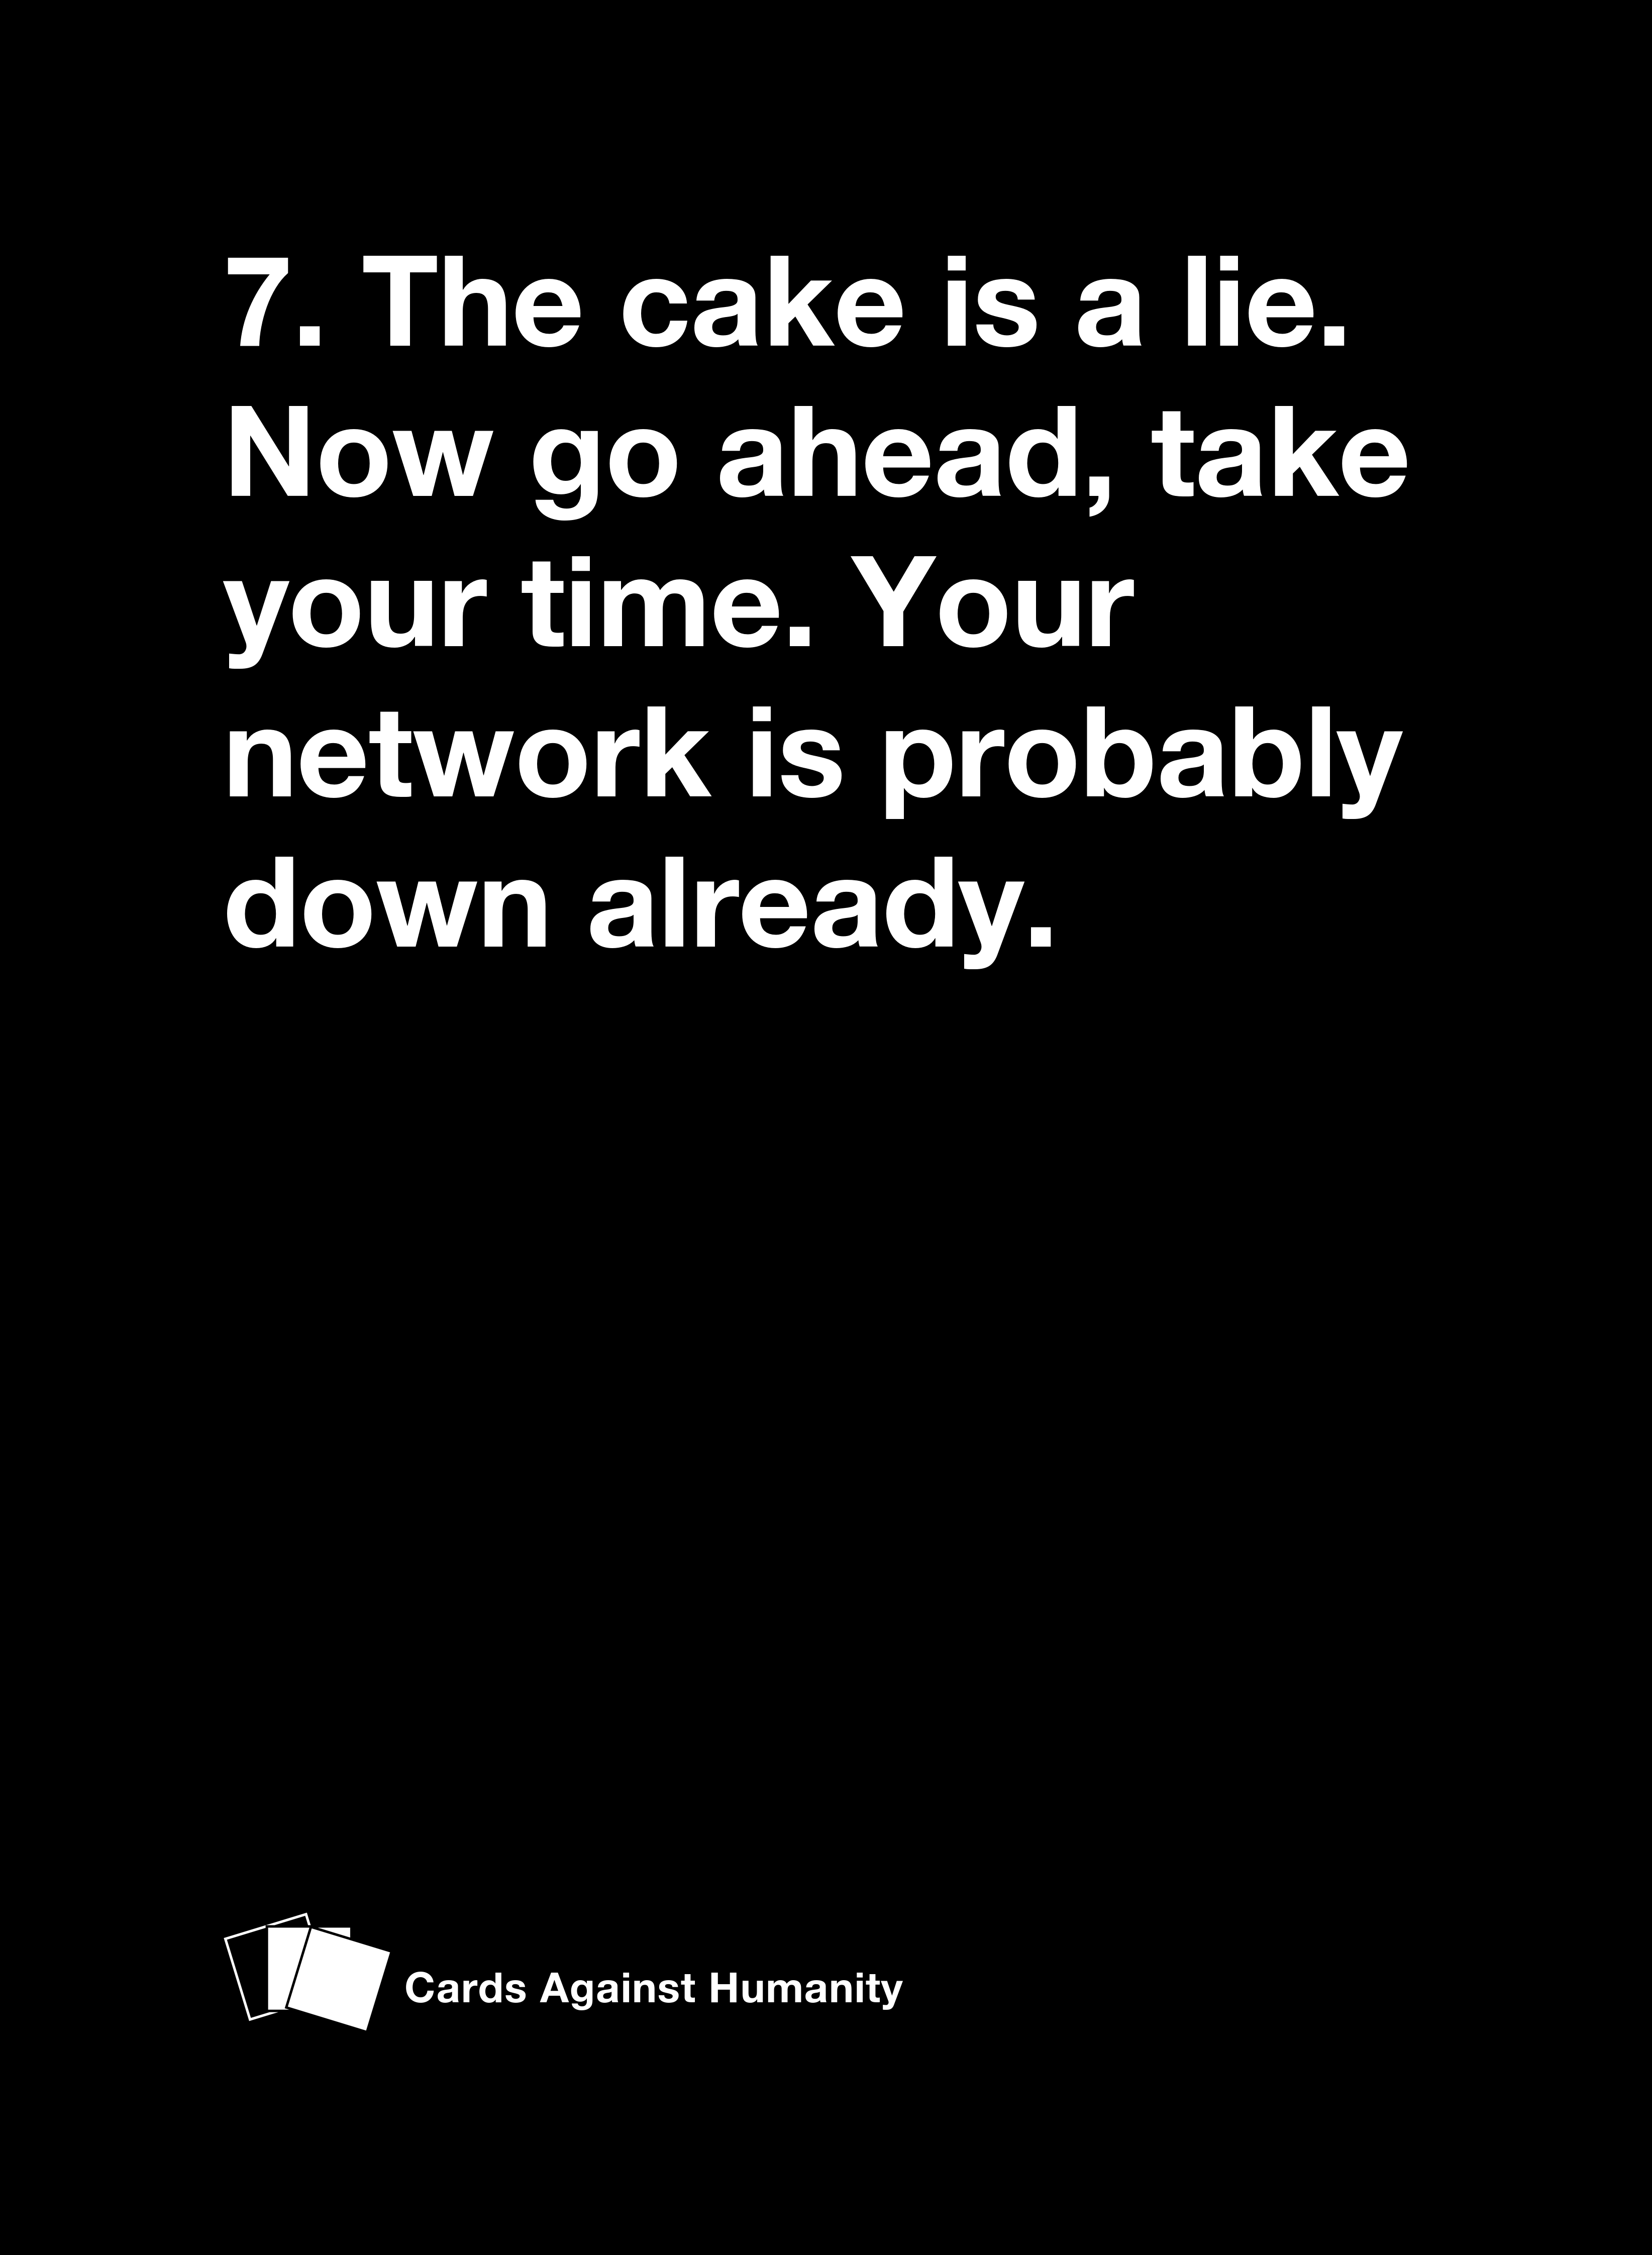 7. The cake is a lie.
Now go ahead, take
your time. Your
network is probably
down already.
Cards Against Humanity